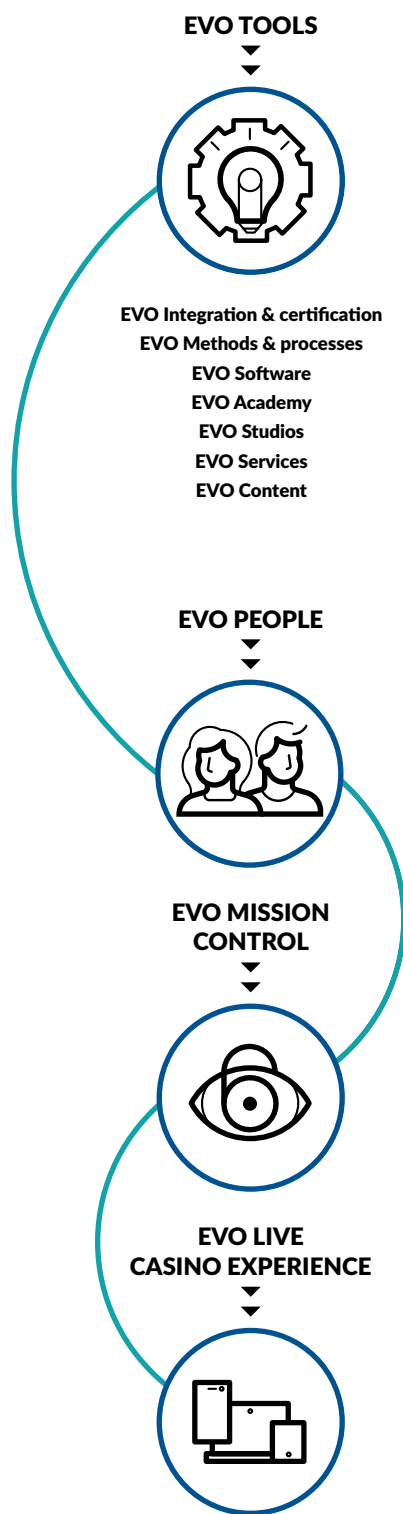 EVO TOOLS
EVO Integration & certification
EVO Methods & processes
EVO Software
EVO Academy
EVO Studios
EVO Services
EVO Content
EVO PEOPLE
EVO MISSION
CONTROL
EVO LIVE
CASINO EXPERIENCE